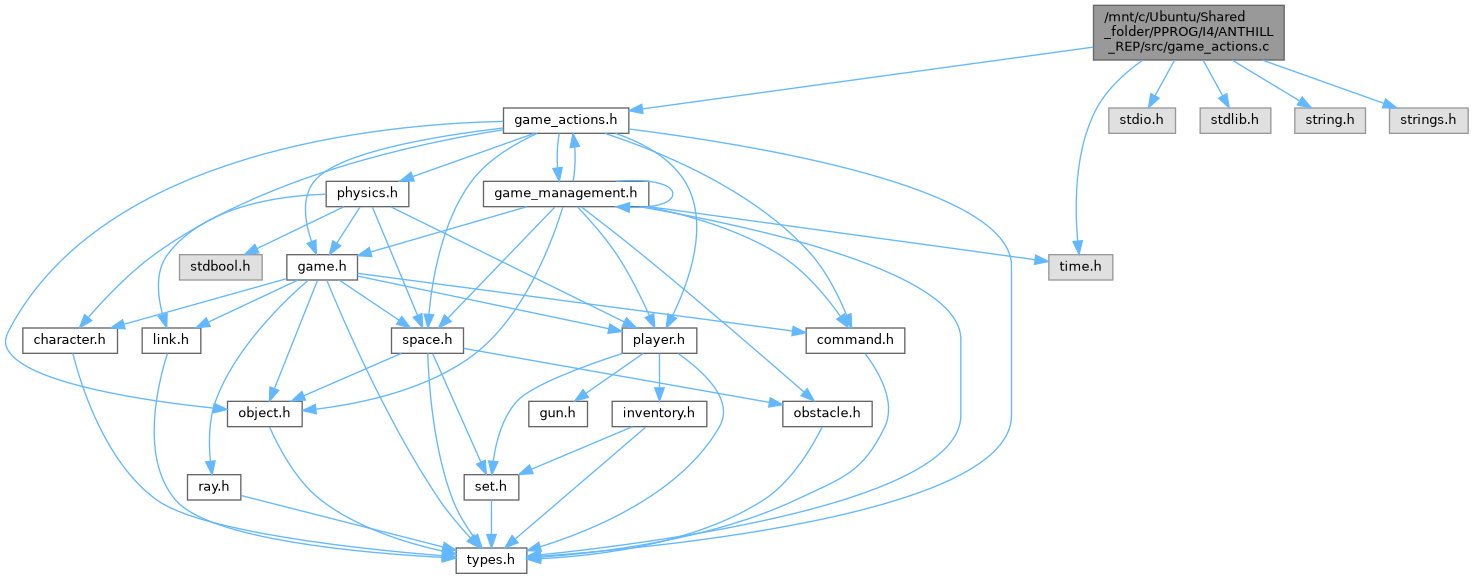 /mnt/c/Ubuntu/Shared
_folder/PPROG/I4/ANTHILL
_REP/src/game_actions.c
game_actions.h
stdio.h
stdlib.h
string.h
strings.h
physics.h
game_management.h
stdbool.h
game.h
time.h
character.h
link.h
space.h
player.h
command.h
object.h
gun.h
inventory.h
obstacle.h
ray.h
set.h
types.h